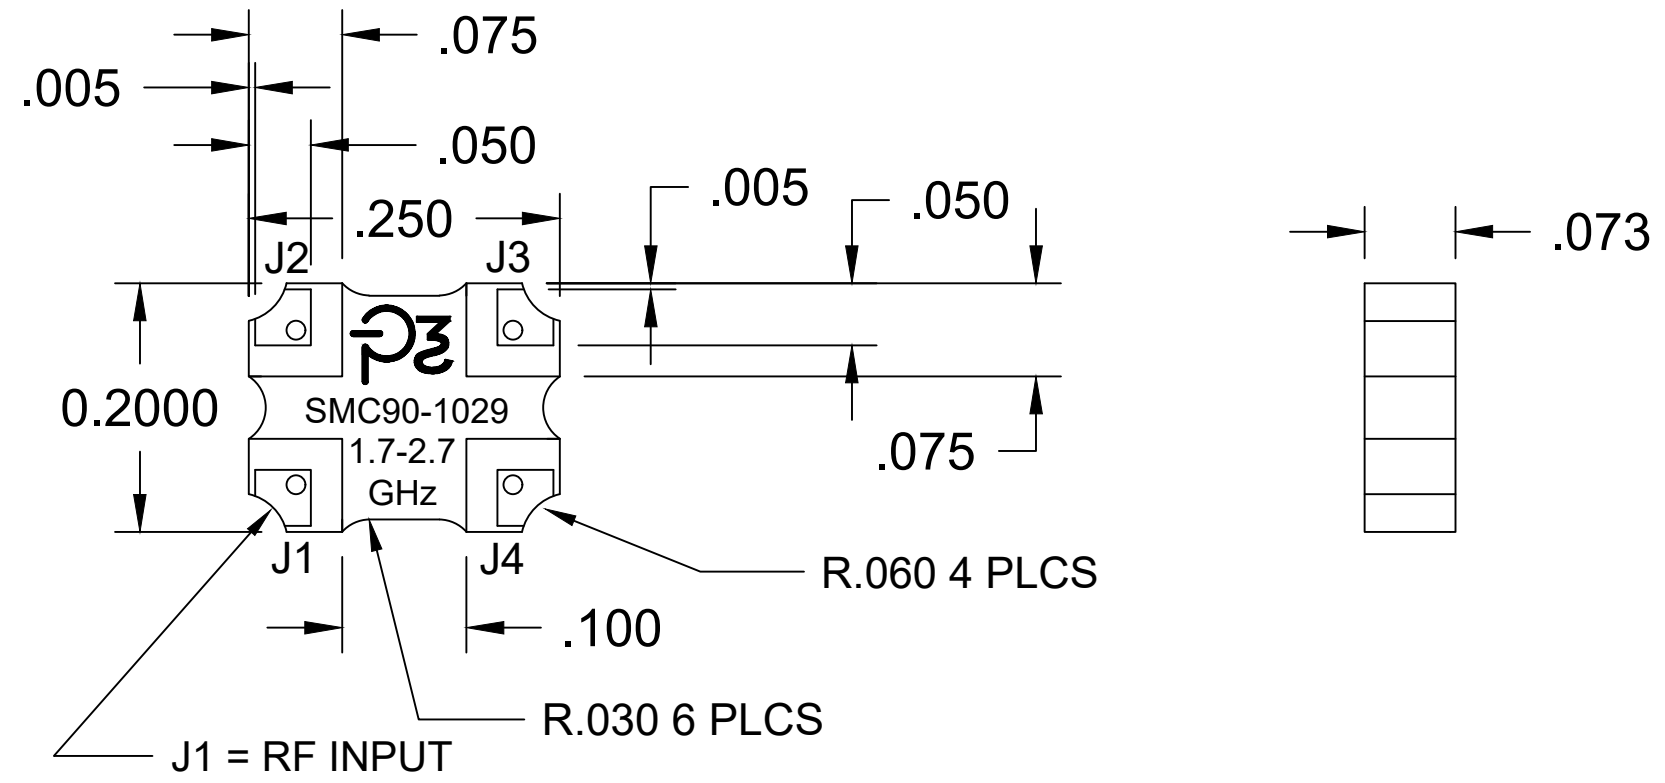 .075
.005
.050
.250
.005
.050
.073
J2
J3
0.2000
SMC90-1029
1.7-2.7
GHz
.075
J1
J4
R.060 4 PLCS
.100
R.030 6 PLCS
J1 = RF INPUT